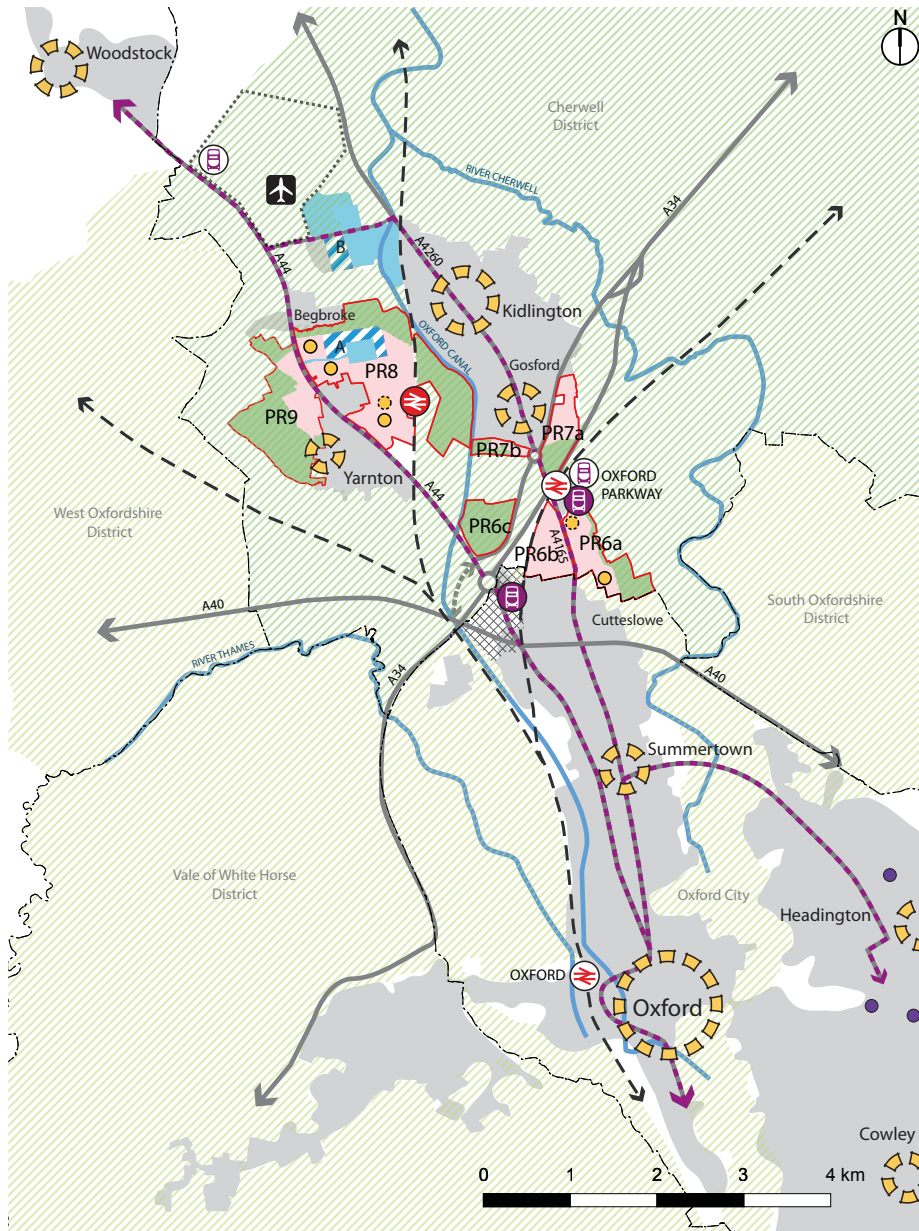 N
Woodstock
Cherwell
District
RIVER CHERWELL
A34
A4260
B
A44
Kidlington
Begbroke
OXFORD CANAL
A
PR8
Gosford
PR9
PR7a
PR7b
Yarnton
A44
OXFORD
PARKWAY
West Oxfordshire
District
PR6c
A4165
PR6a
PR6b
A40
Cutteslowe
South Oxfordshire
District
RIVER THAMES
A34
A40
Summertown
Vale of White Horse
District
Oxford City
Headington
OXFORD
Oxford
Cowley
0 1 2 3 4 km